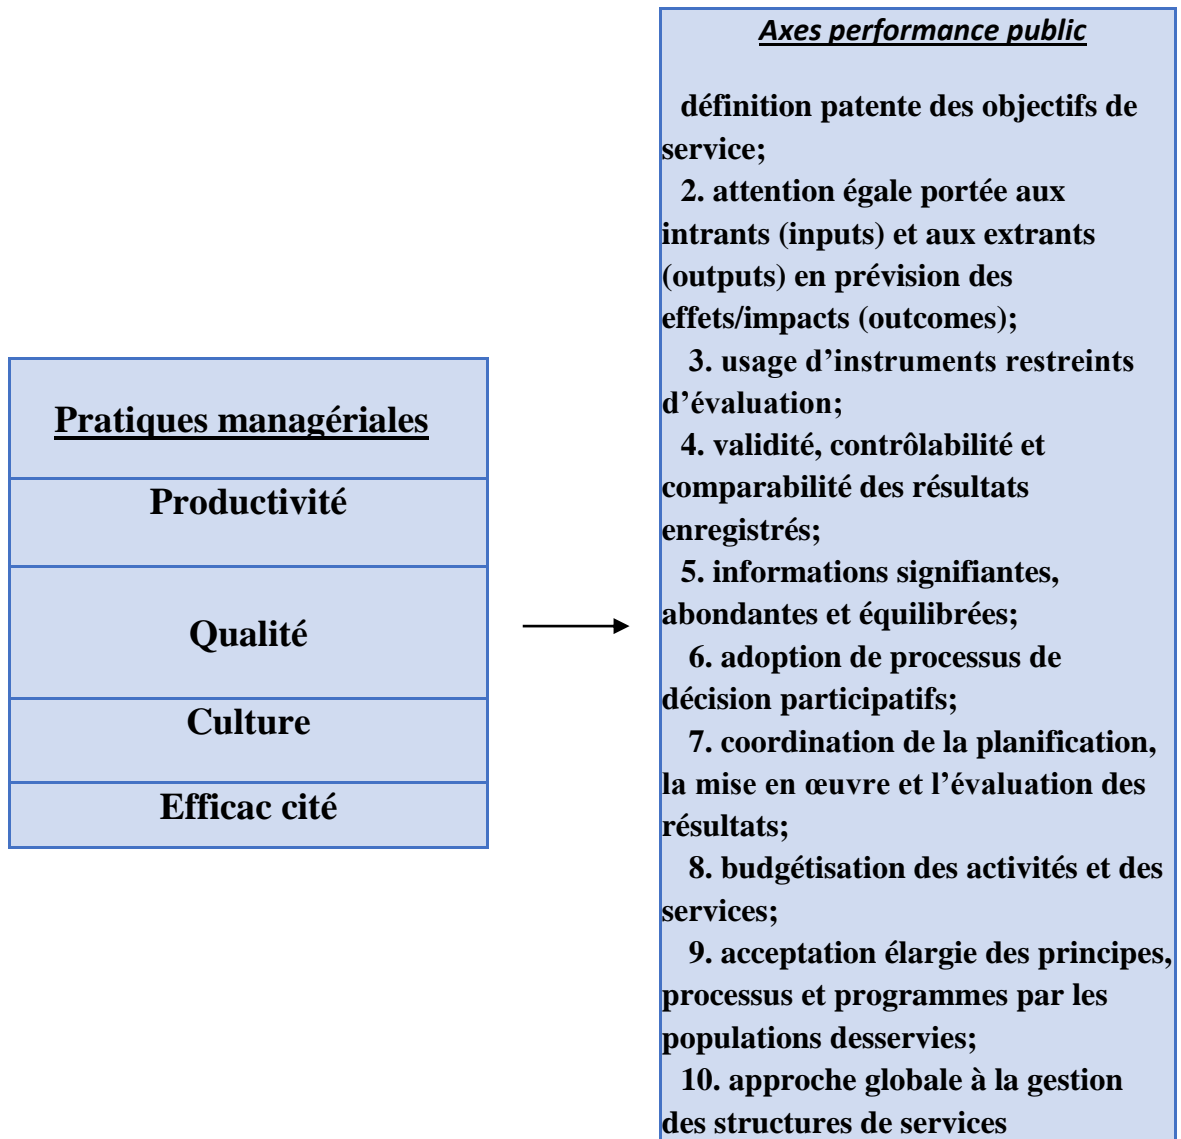 Pratiques managériales
Productivité
Qualité
Culture
Efficac cité
Axes performance public
définition patente des objectifs de
service;
2. attention égale portée aux
intrants (inputs) et aux extrants
(outputs) en prévision des
effets/impacts (outcomes);
3. usage d’instruments restreints
d’évaluation;
4. validité, contrôlabilité et
comparabilité des résultats
enregistrés;
5. informations signifiantes,
abondantes et équilibrées;
6. adoption de processus de
décision participatifs;
7. coordination de la planification,
la mise en œuvre et l’évaluation des
résultats;
8. budgétisation des activités et des
services;
9. acceptation élargie des principes,
processus et programmes par les
populations desservies;
10. approche globale à la gestion
des structures de services